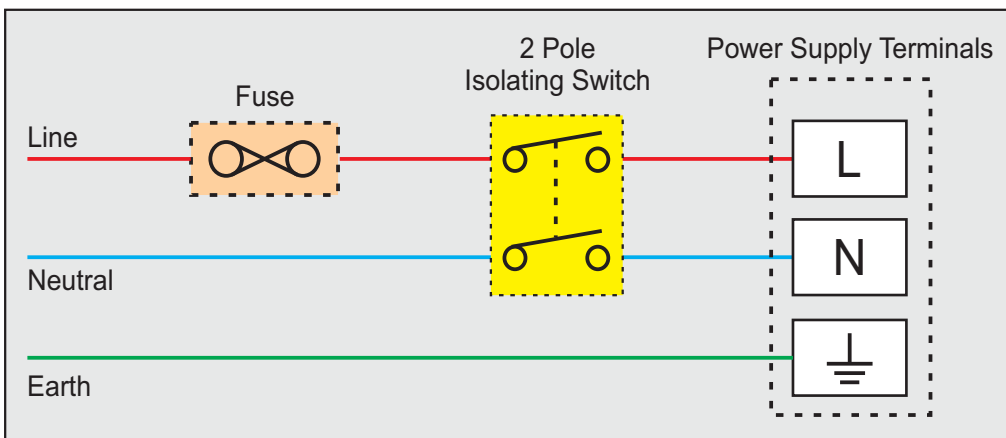 2 Pole
Isolating Switch
Power Supply Terminals
Fuse
Line
L
Neutral
N
Earth